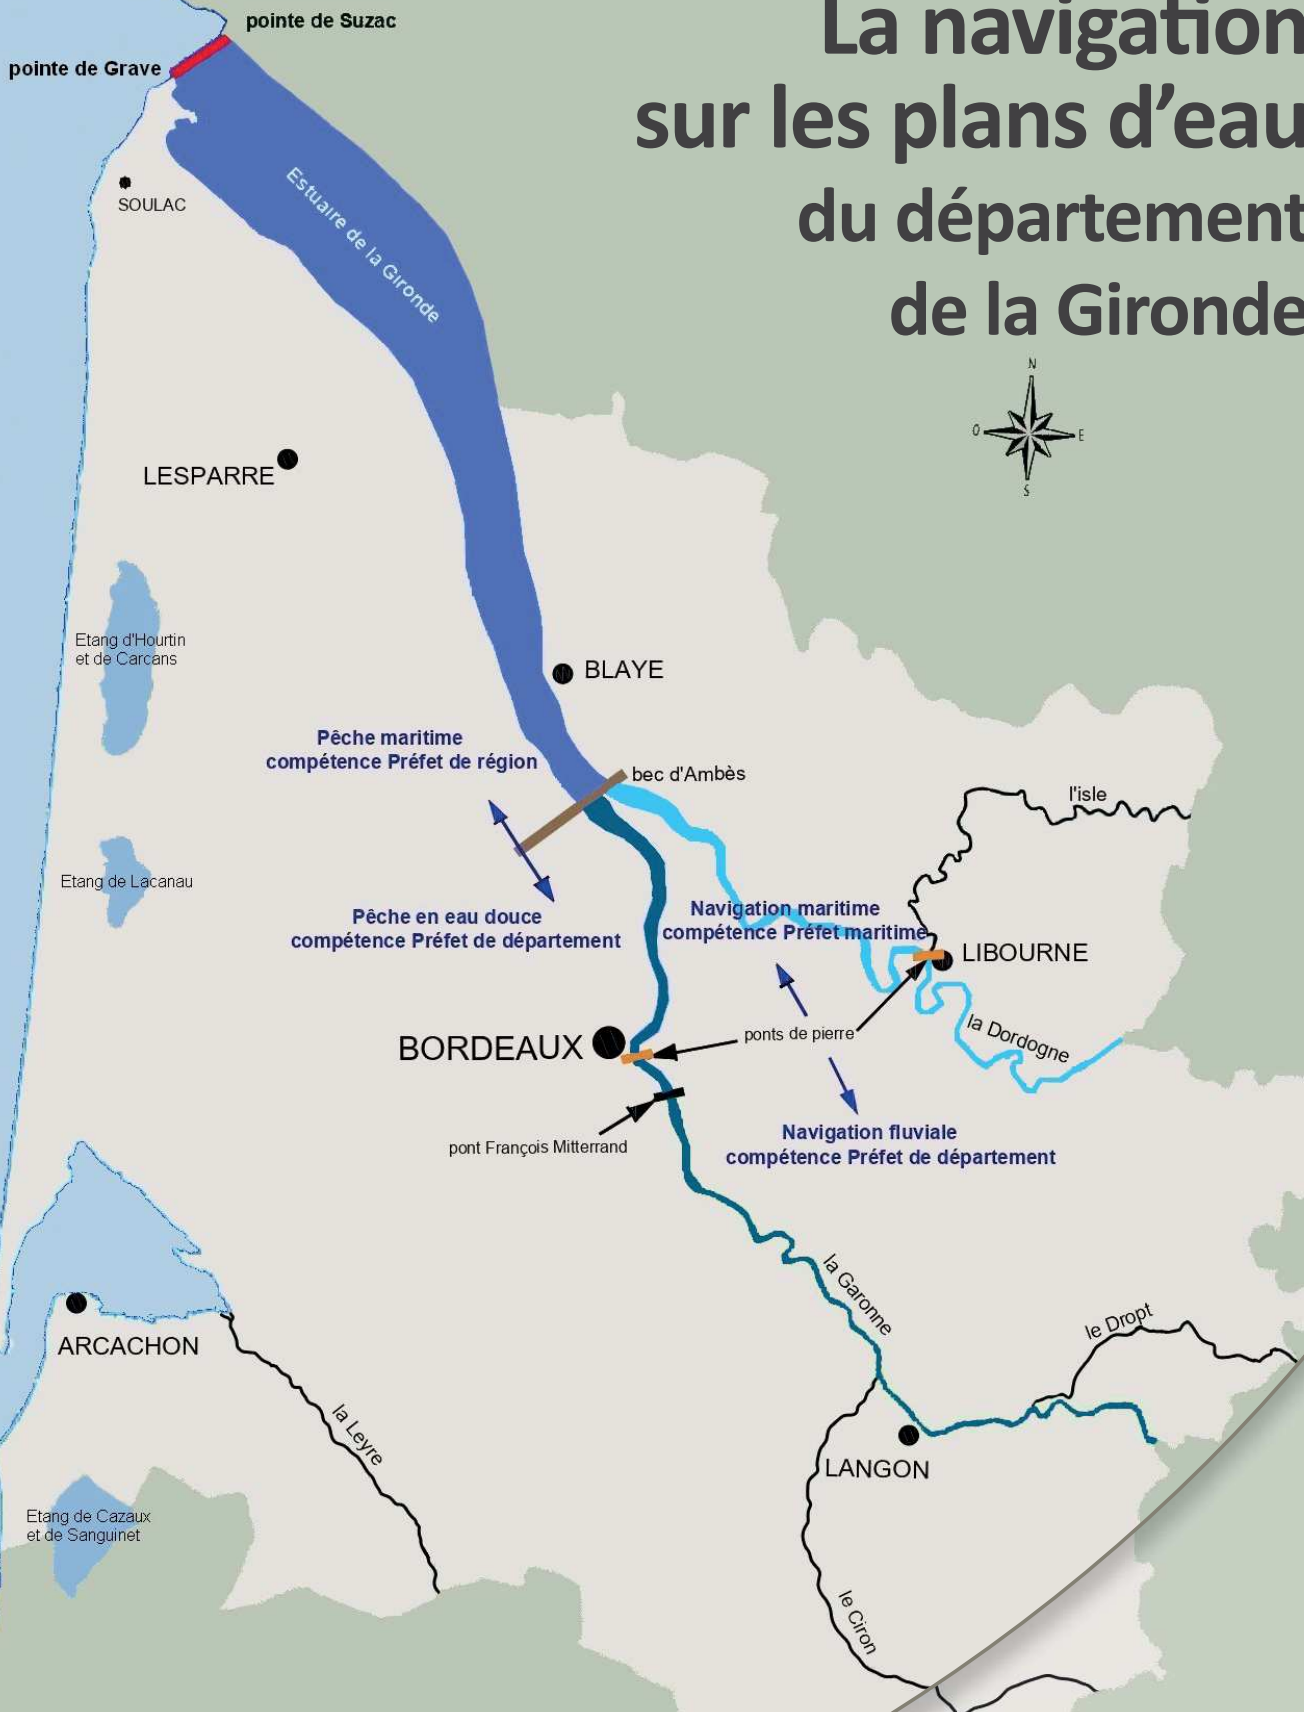 La navigation
sur les plans d’eau
du département
de la Gironde
pointe de Suzac
pointe de Grave
SOULAC
Estuaire de la Gironde
N
O
E
S
LESPARRE
Etang d'Hourtin
et de Carcans
BLAYE
Pêche maritime
compétence Préfet de région
bec d'Ambès
l'isle
Etang de Lacanau
Pêche en eau douce
compétence Préfet de département
Navigation maritime
compétence Préfet maritime
LIBOURNE
la Dordogne
ponts de pierre
BORDEAUX
pont François Mitterrand
Navigation fluviale
compétence Préfet de département
la Garonne
le Dropt
ARCACHON
la Leyre
LANGON
Etang de Cazaux
et de Sanguinet
le Ciron